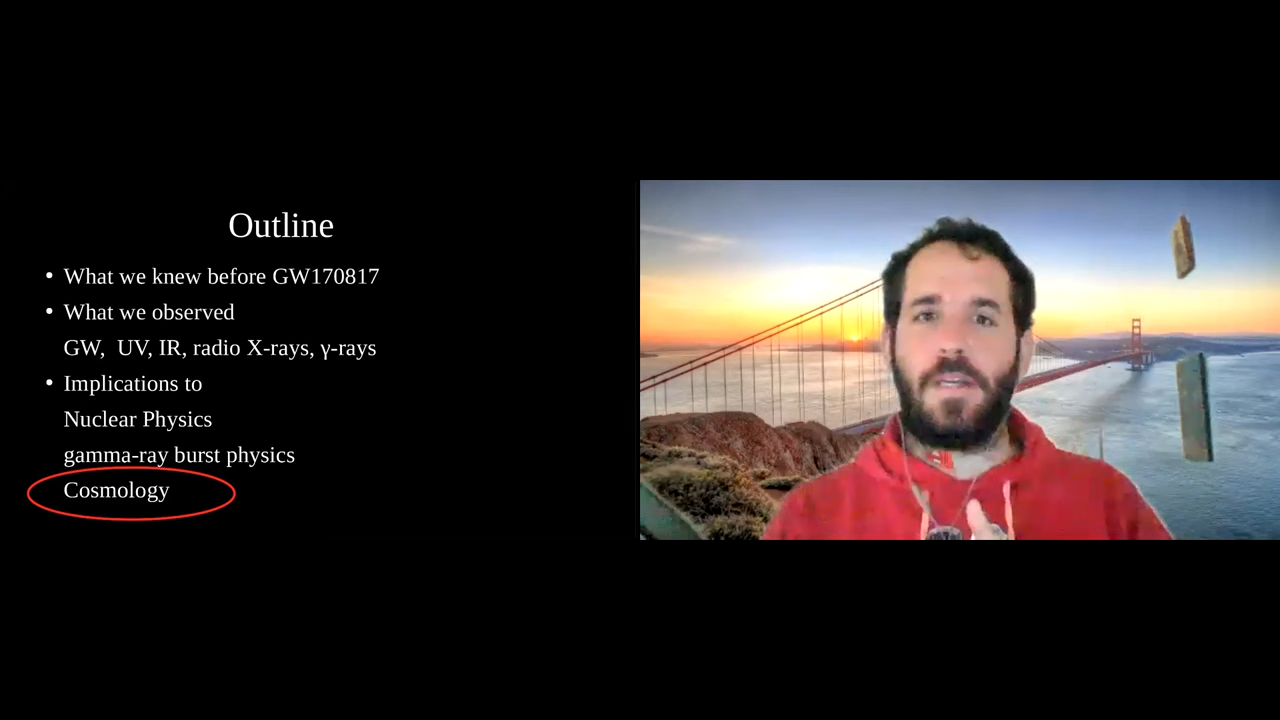 Outline
• What we knew before GW170817
• What we observed
GW,  UV, IR, radio X-rays, γ-rays
• Implications to
Nuclear Physics
gamma-ray burst physics
Cosmology